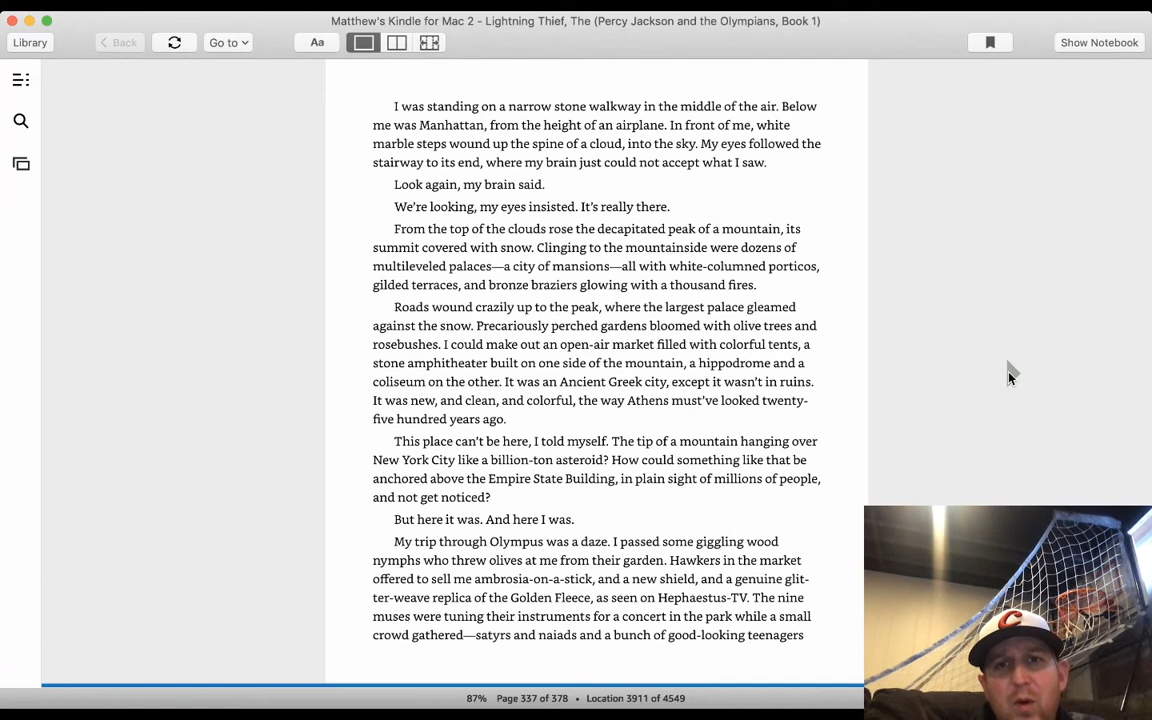 Matthew's Kindle for Mac 2 - Lightning Thief, The (Percy Jackson and the Olympians, Book 1)
Library
Back
Go to
Aa
Show Notebook
I was standing on a narrow stone walkway in the middle of the air. Below
me was Manhattan, from the height of an airplane. In front of me, white
marble steps wound up the spine of a cloud, into the sky. My eyes followed the
stairway to its end, where my brain just could not accept what I saw.
Look again, my brain said.
We're looking, my eyes insisted. It's really there.
From the top of the clouds rose the decapitated peak of a mountain, its
summit covered with snow. Clinging to the mountainside were dozens of
multileveled palaces—a city of mansions—all with white-columned porticos,
gilded terraces, and bronze braziers glowing with a thousand fires.
Roads wound crazily up to the peak, where the largest palace gleamed
against the snow. Precariously perched gardens bloomed with olive trees and
rosebushes. I could make out an open-air market filled with colorful tents, a
stone amphitheater built on one side of the mountain, a hippodrome and a
coliseum on the other. It was an Ancient Greek city, except it wasn't in ruins.
It was new, and clean, and colorful, the way Athens must've looked twenty-
five hundred years ago.
This place can't be here, I told myself. The tip of a mountain hanging over
New York City like a billion-ton asteroid? How could something like that be
anchored above the Empire State Building, in plain sight of millions of people,
and not get noticed?
But here it was. And here I was.
My trip through Olympus was a daze. I passed some giggling wood
nymphs who threw olives at me from their garden. Hawkers in the market
offered to sell me ambrosia-on-a-stick, and a new shield, and a genuine glit-
ter-weave replica of the Golden Fleece, as seen on Hephaestus-TV. The nine
muses were tuning their instruments for a concert in the park while a small
crowd gathered—satyrs and naiads and a bunch of good-looking teenagers
C
87% Page 337 of 378 • Location 3911 of 4549